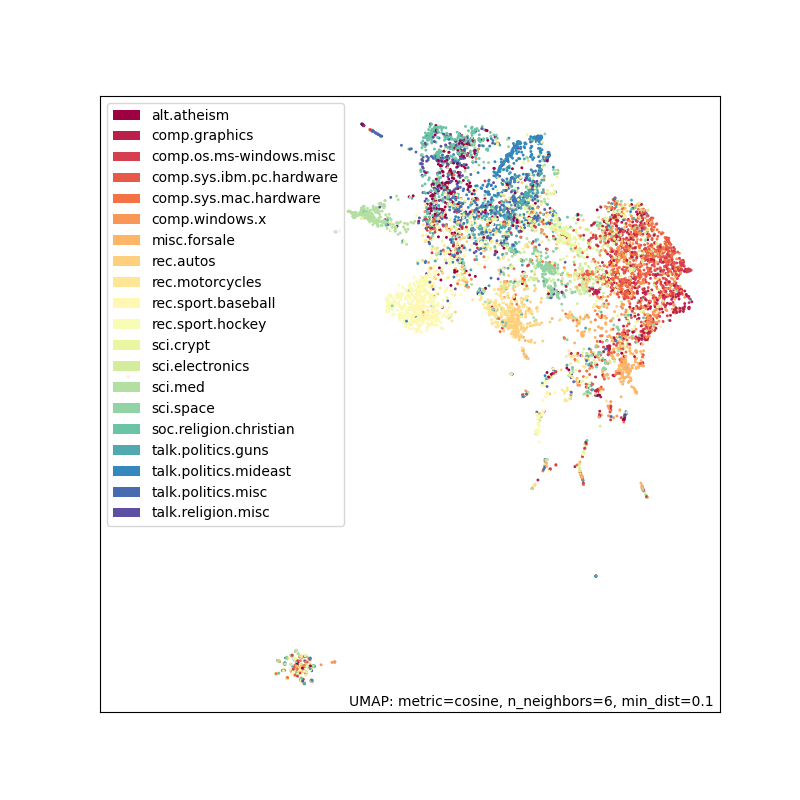 alt.atheism
comp.graphics
comp.os.ms-windows.misc
comp.sys.ibm.pc.hardware
comp.sys.mac.hardware
comp.windows.x
misc.forsale
rec.autos
rec.motorcycles
rec.sport.baseball
rec.sport.hockey
sci.crypt
sci.electronics
sci.med
sci.space
soc.religion.christian
talk.politics.guns
talk.politics.mideast
talk.politics.misc
talk.religion.misc
UMAP: metric=cosine, n_neighbors=6, min_dist=0.1